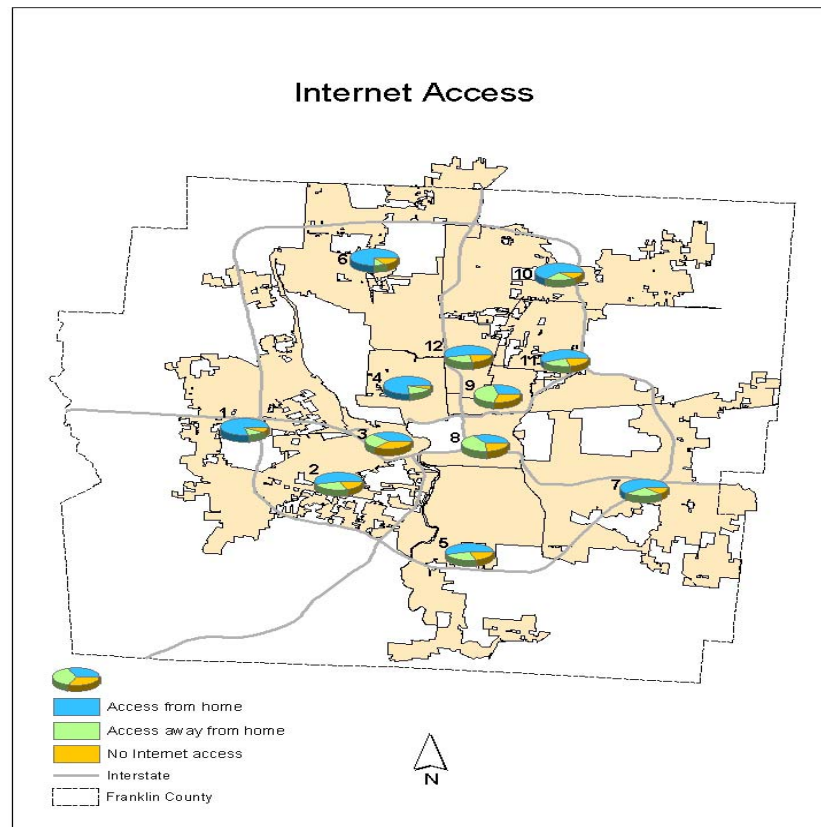 Internet Access
6
10
12
11
4
9
1
3
8
2
7
5
Access from home
Access away from home
No Internet access
Interstate
Franklin County
N